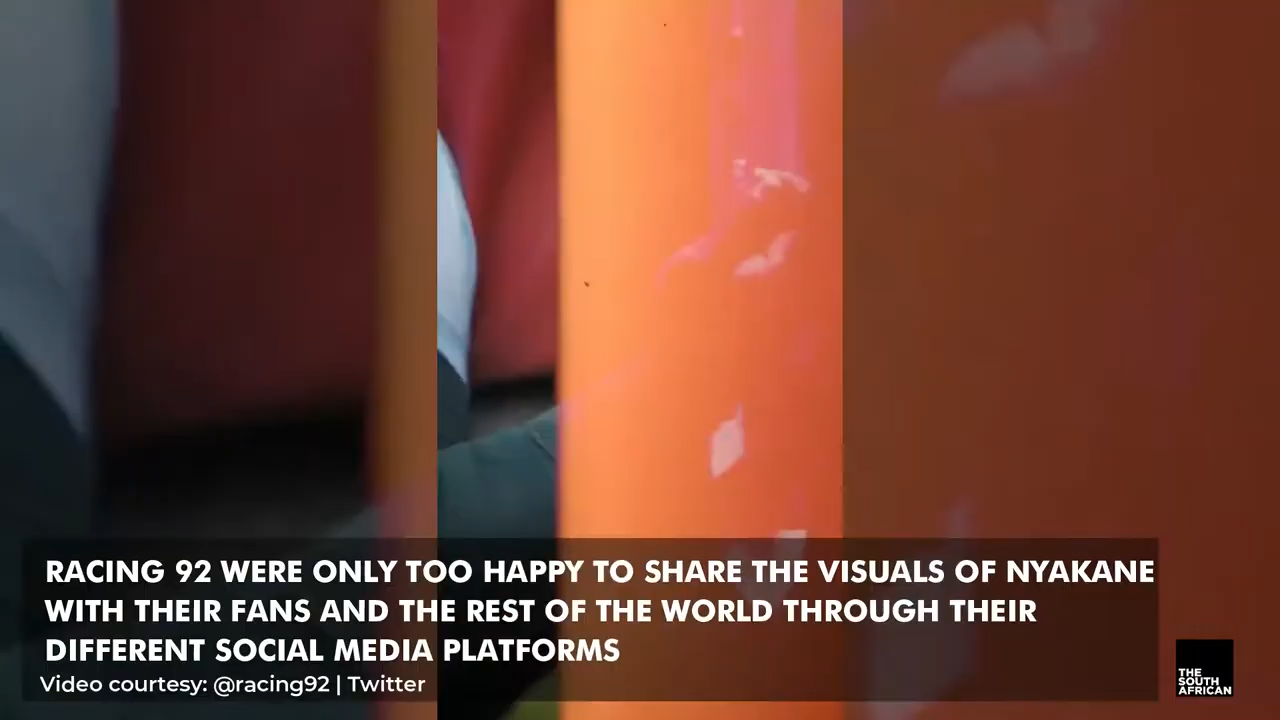 RACING 92 WERE ONLY TOO HAPPY TO SHARE THE VISUALS OF NYAKANE
WITH THEIR FANS AND THE REST OF THE WORLD THROUGH THEIR
DIFFERENT SOCIAL MEDIA PLATFORMS
Video courtesy: @racing92 | Twitter
THE
SOUTH
AFRICAN